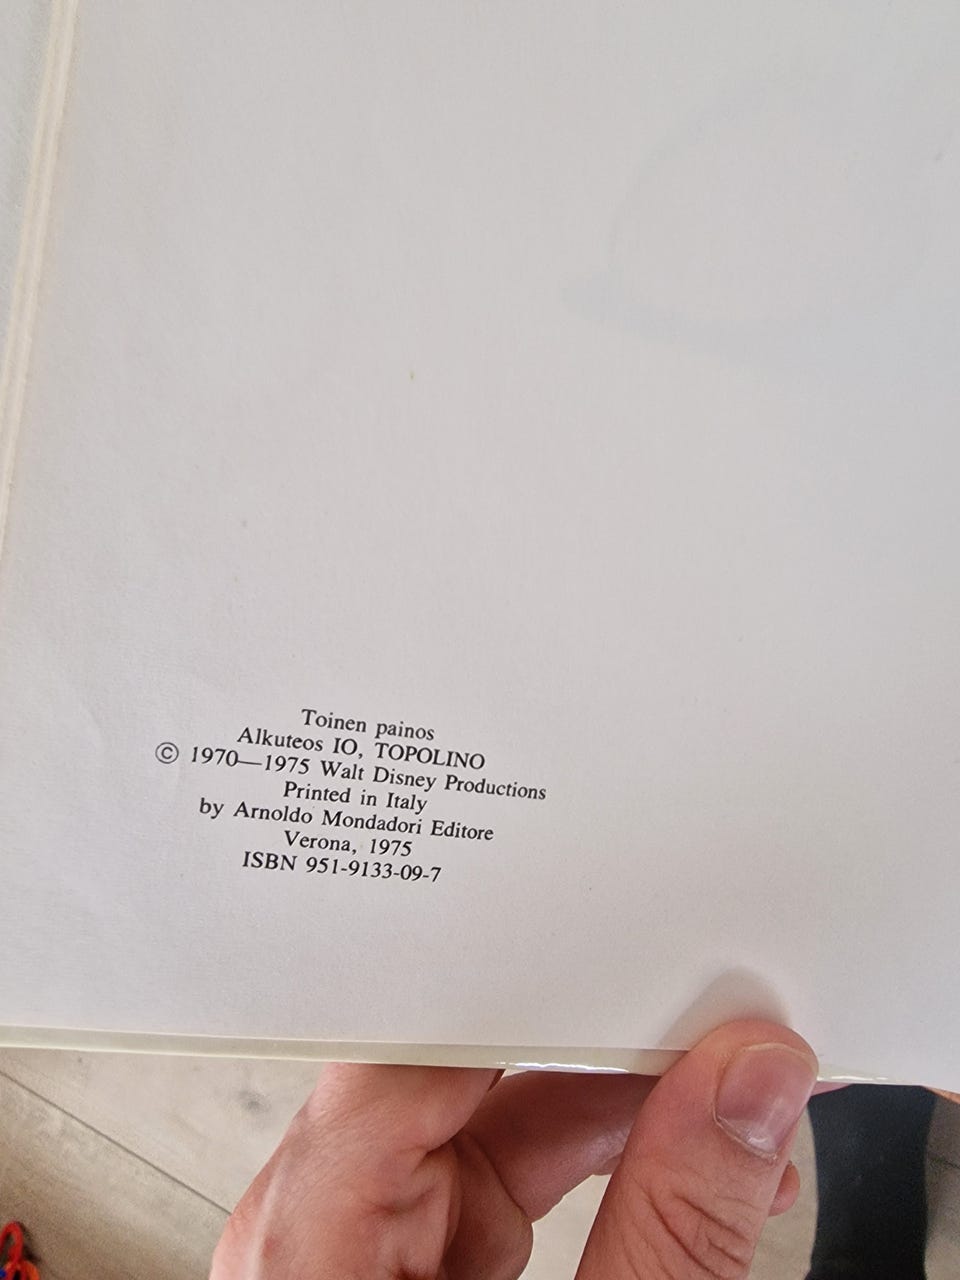 Toinen painos
Alkuteos IO, TOPOLINO
© 1970—1975 Walt Disney Productions
Printed in Italy
by Arnoldo Mondadori Editore
Verona, 1975
ISBN 951-9133-09-7